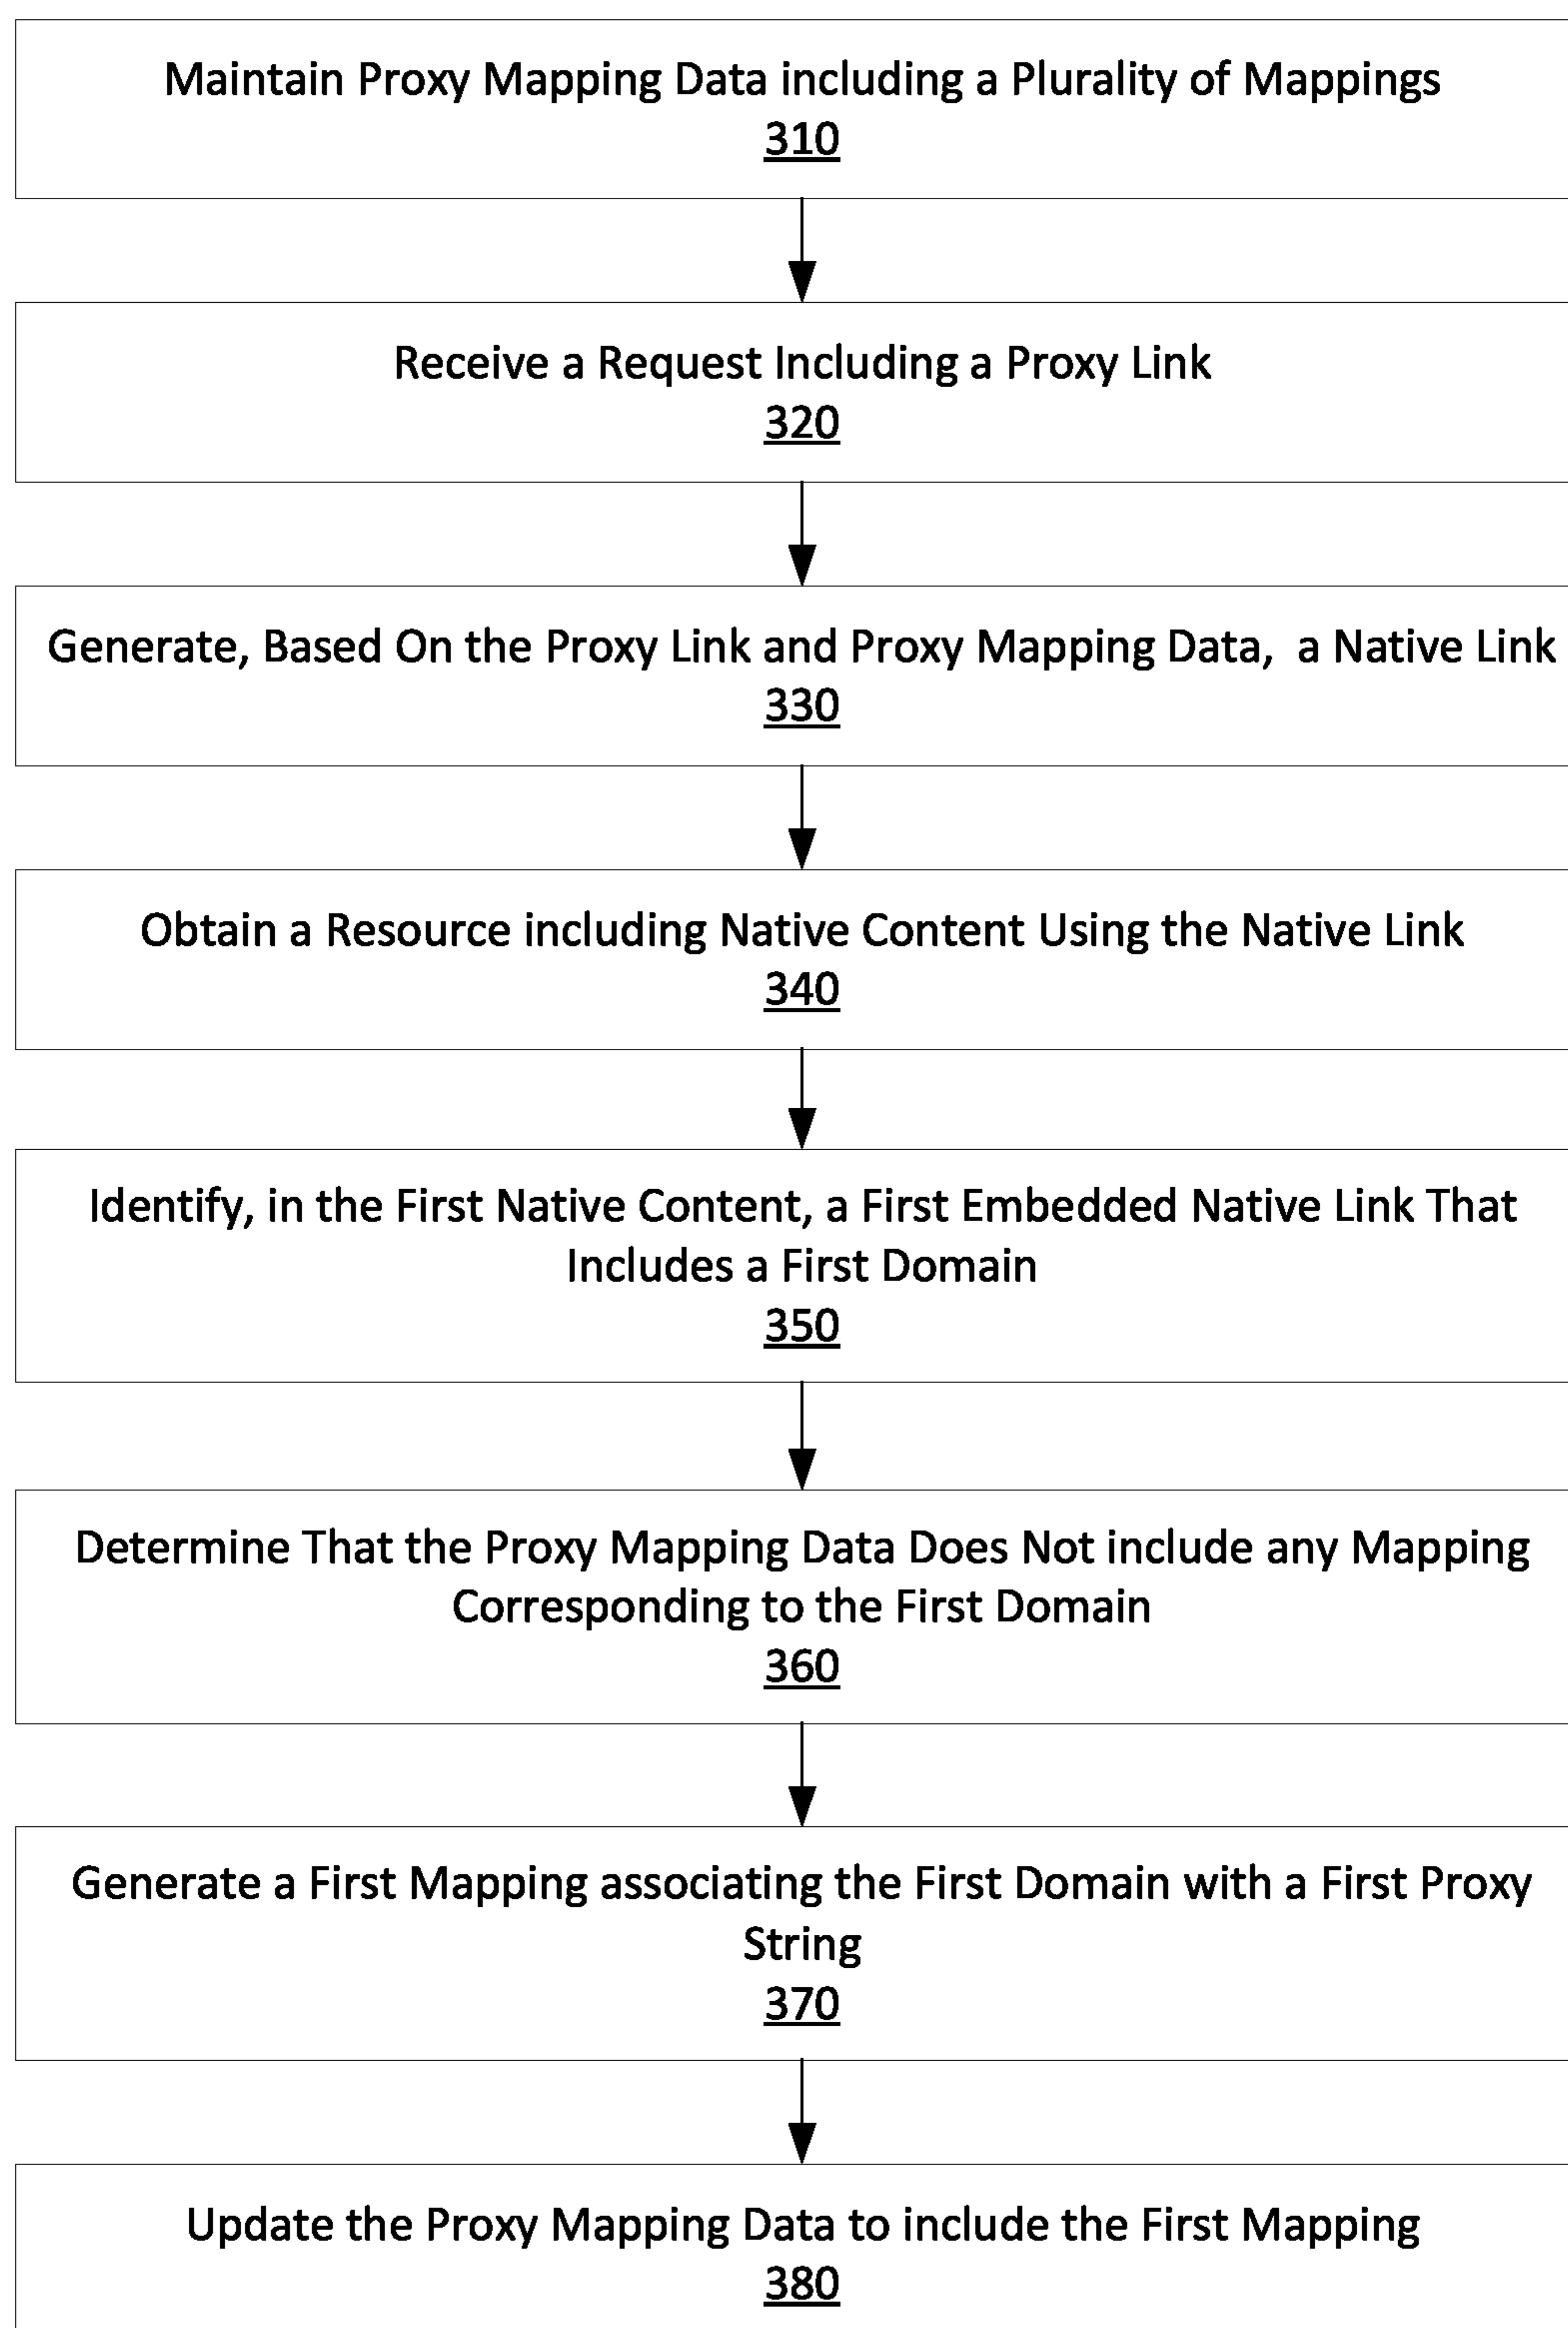 Maintain Proxy Mapping Data including a Plurality of Mappings
310
Receive a Request Including a Proxy Link
320
Generate, Based On the Proxy Link and Proxy Mapping Data, a Native Link
330
Obtain a Resource including Native Content Using the Native Link
340
Identify, in the First Native Content, a First Embedded Native Link That
Includes a First Domain
350
Determine That the Proxy Mapping Data Does Not include any Mapping
Corresponding to the First Domain
360
Generate a First Mapping associating the First Domain with a First Proxy
String
370
Update the Proxy Mapping Data to include the First Mapping
380